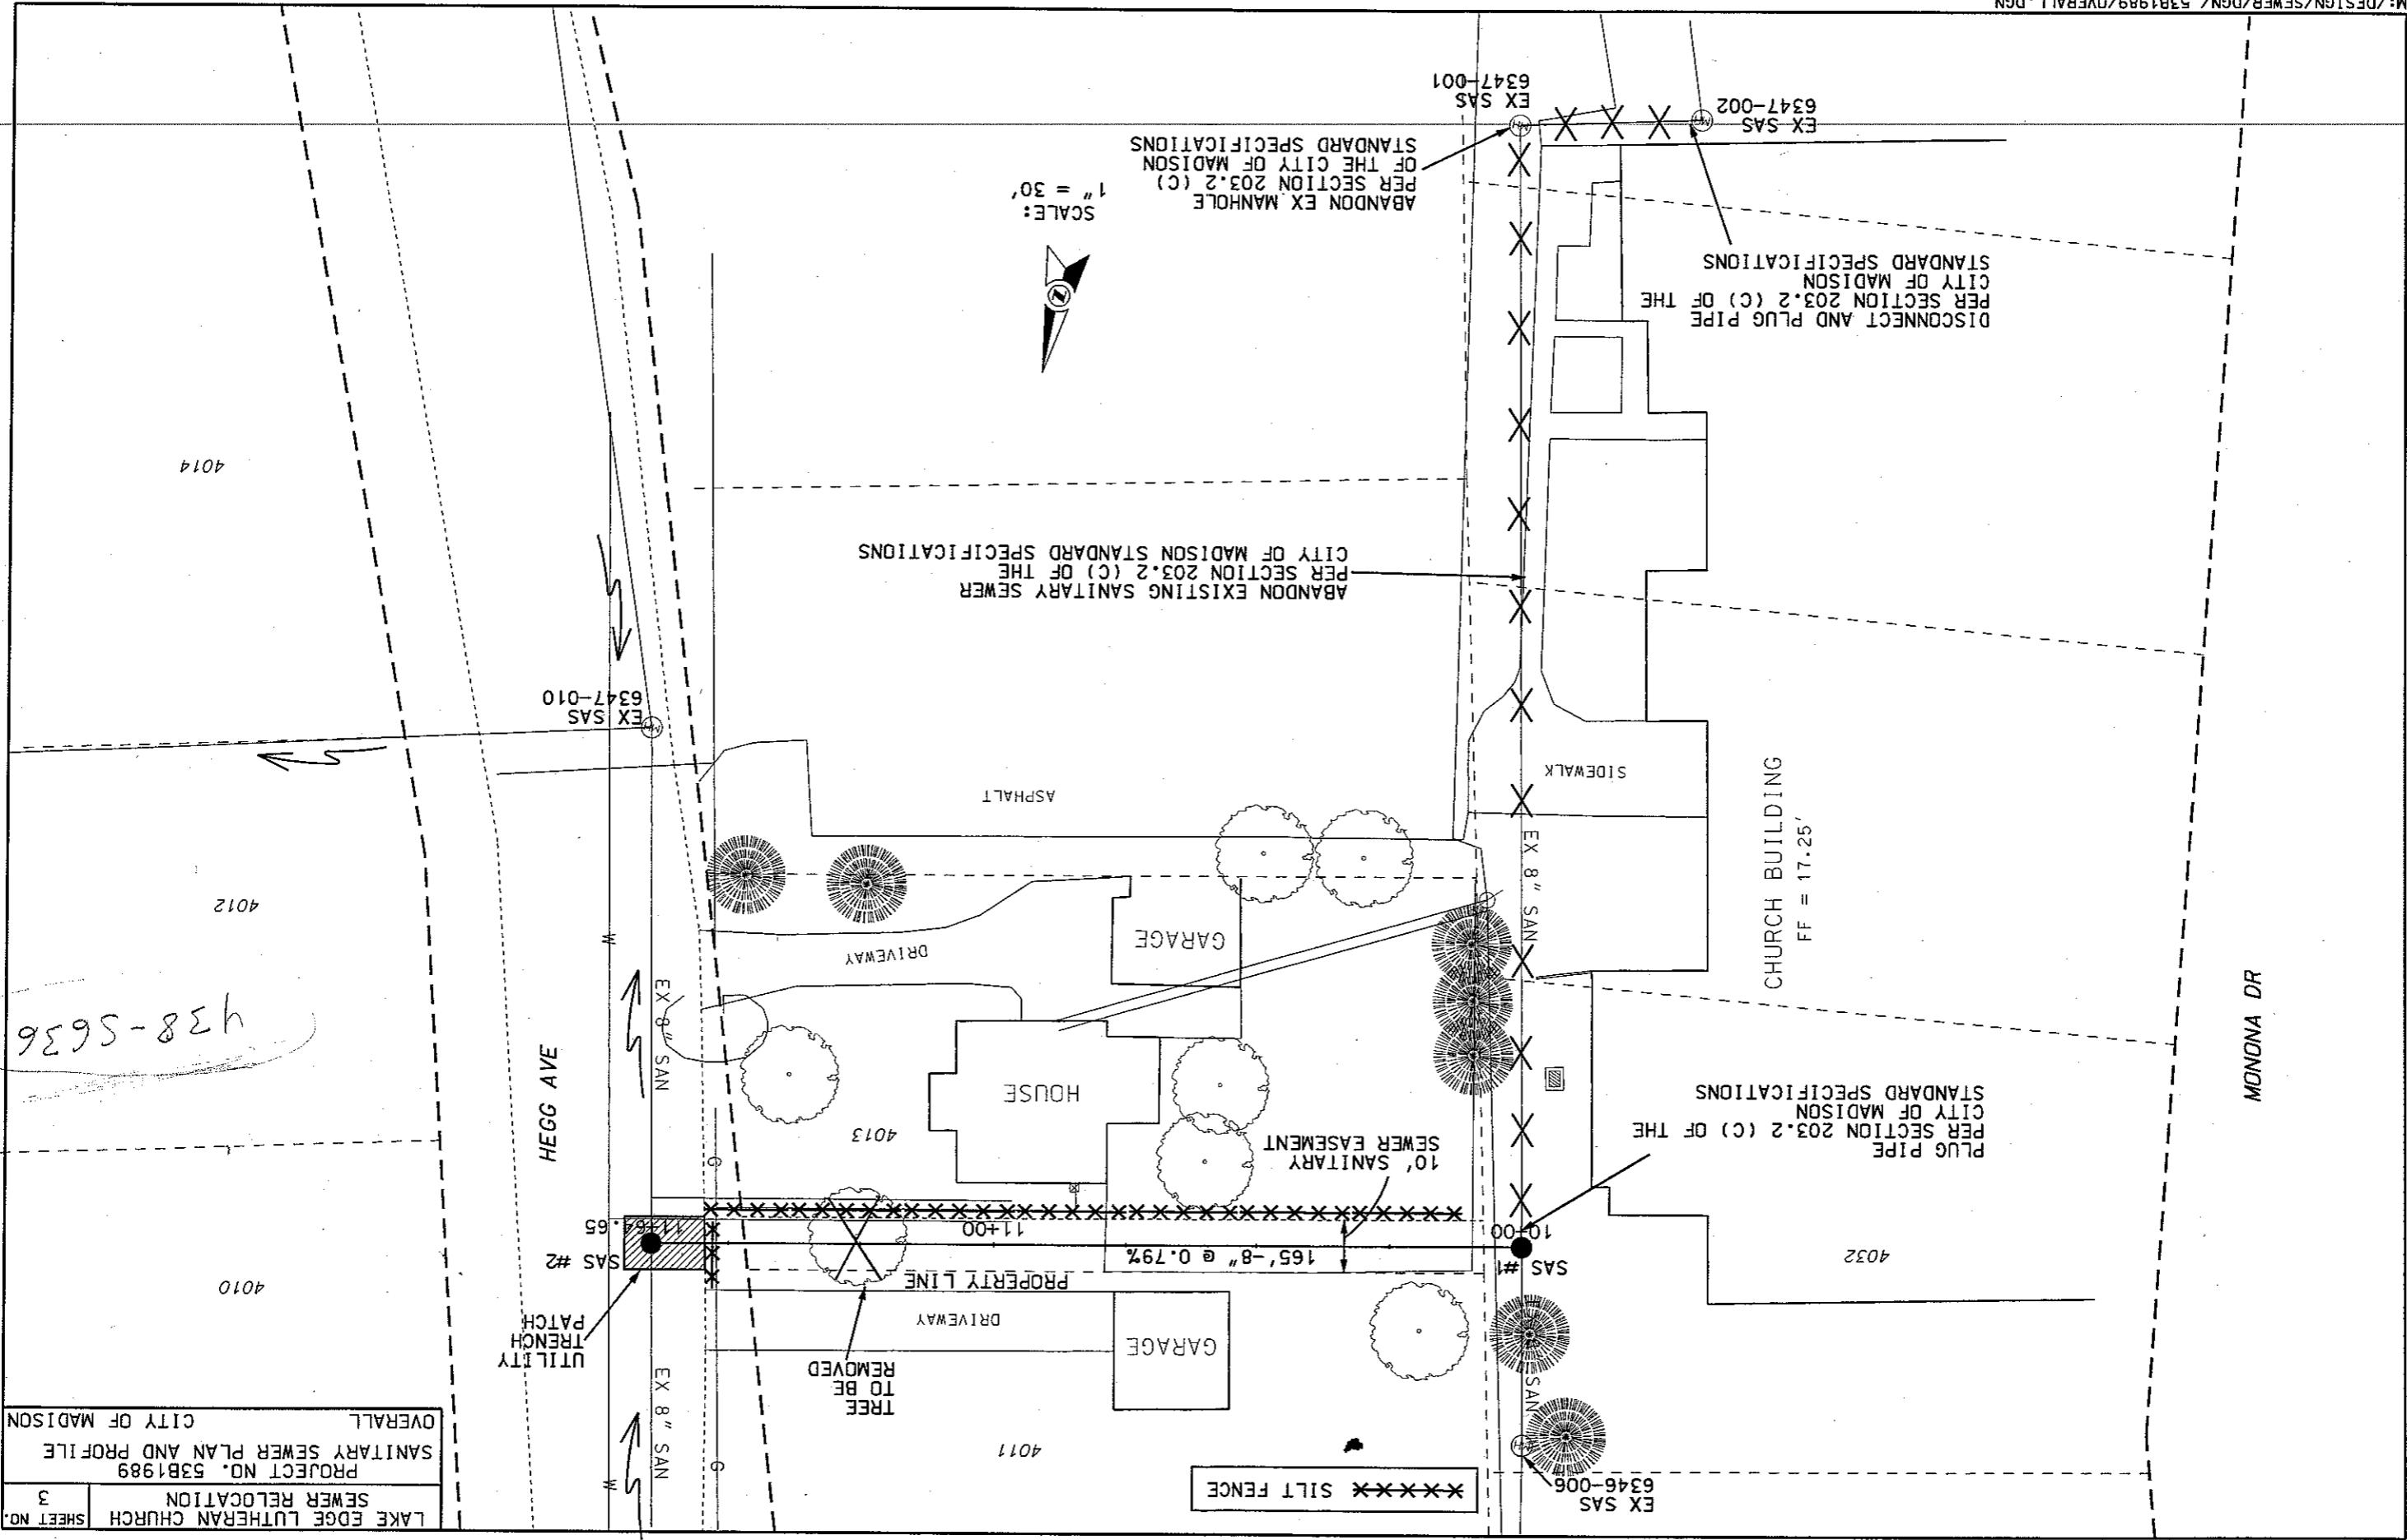 LAKE EDGE LUTHERAN CHURCH
SEWER RELOCATION
SHEET NO.
3
PROJECT NO. 53B1989
SANITARY SEWER PLAN AND PROFILE
OVERALL CITY OF MADISON
EX SAS
6346-006
XXXXX SILT FENCE
4011
TREE
TO BE
REMOVED
EX 8" SAN
W
G
SAN
GARAGE
DRIVEWAY
UTILITY
TRENCH
PATCH
4010
4032
SAS #1
10+00
165'-8" @ 0.79%
PROPERTY LINE
11+00
SAS #2
11+64.65
PLUG PIPE
PER SECTION 203.2 (C) OF THE
CITY OF MADISON
STANDARD SPECIFICATIONS
10' SANITARY
SEWER EASEMENT
4013
G
HOUSE
HEGG AVE
EX 8" SAN
438-5636
MONONA DR
CHURCH BUILDING
FF = 17.25'
EX 8" SAN
GARAGE
DRIVEWAY
W
4012
SIDEWALK
ASPHALT
EX SAS
6347-010
MH
ABANDON EXISTING SANITARY SEWER
PER SECTION 203.2 (C) OF THE
CITY OF MADISON STANDARD SPECIFICATIONS
4014
DISCONNECT AND PLUG PIPE
PER SECTION 203.2 (C) OF THE
CITY OF MADISON
STANDARD SPECIFICATIONS
N
SCALE:
1" = 30'
ABANDON EX MANHOLE
PER SECTION 203.2 (C)
OF THE CITY OF MADISON
STANDARD SPECIFICATIONS
EX SAS
6347-002
MH
EX SAS
6347-001
MH
M:/DESIGN/SEWER/DGN/ 53B1989/OVERALL.DGN